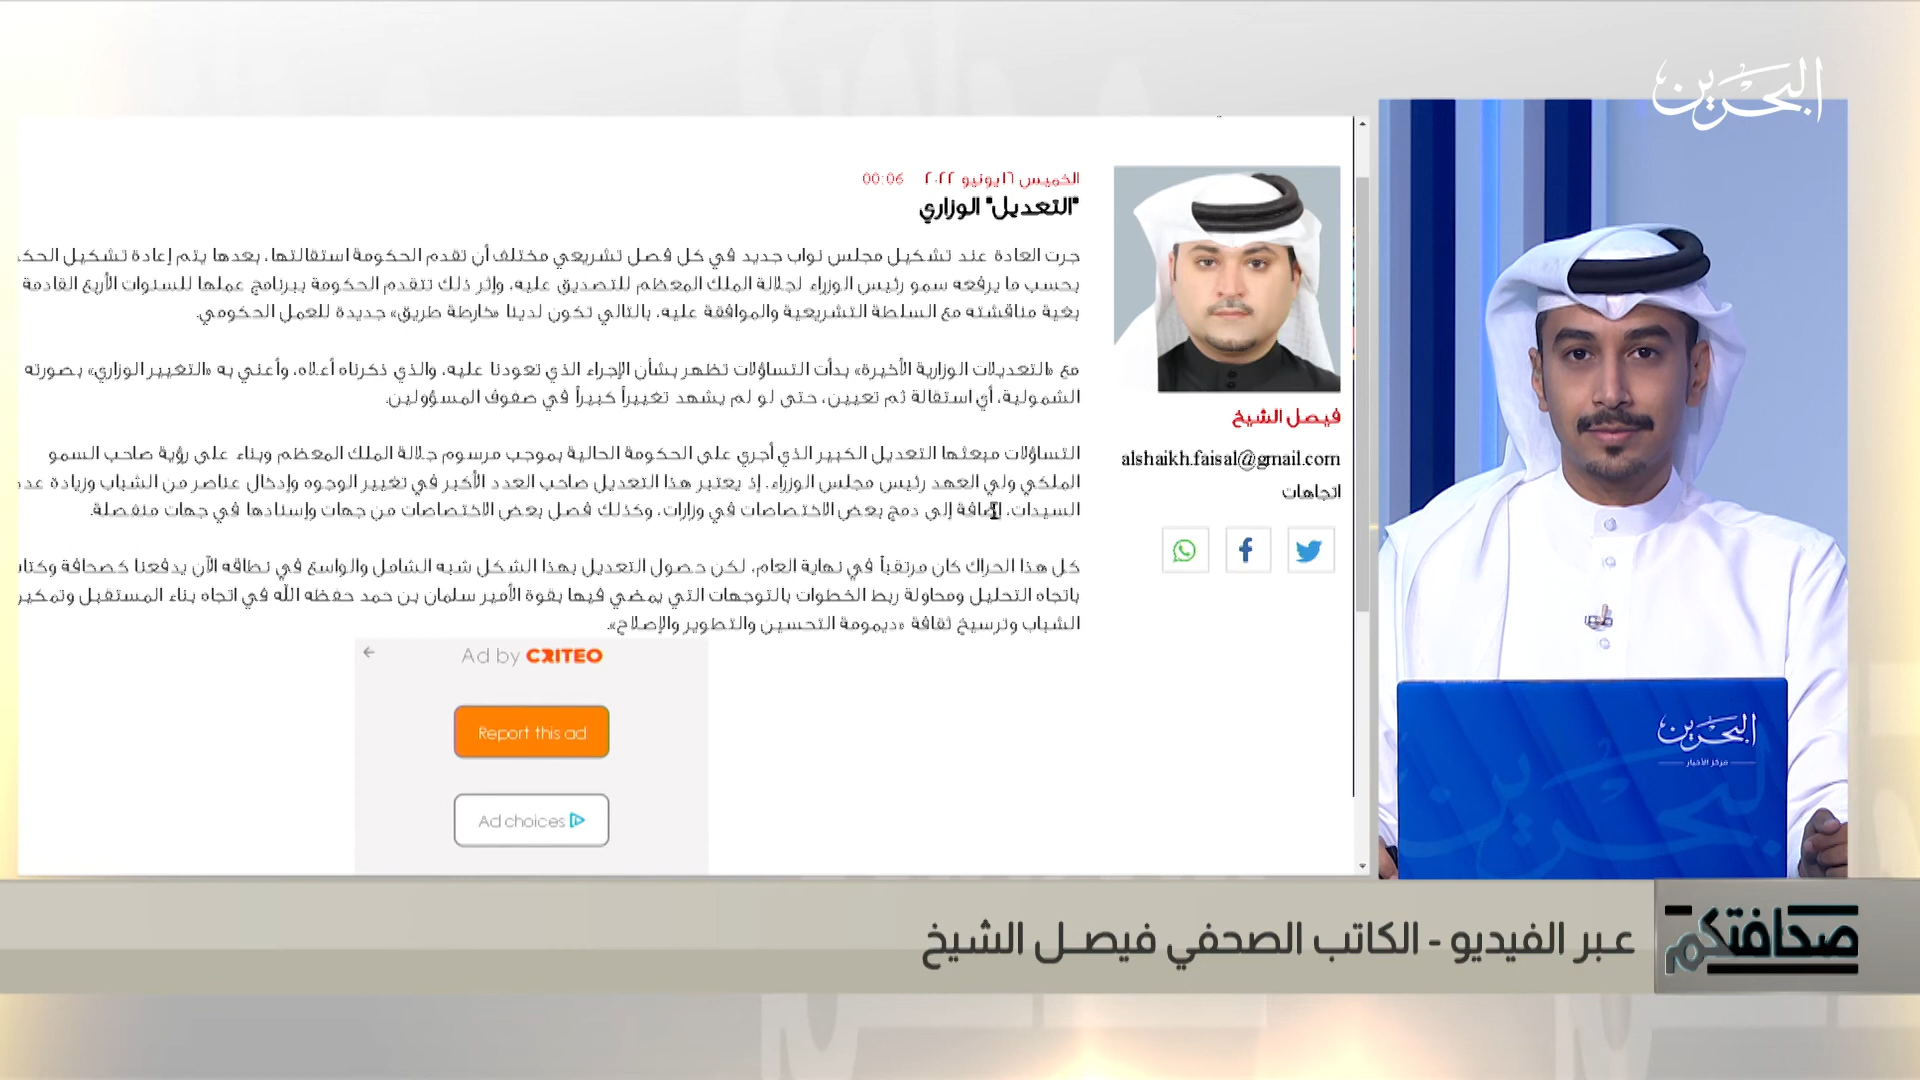 البحرين
الخميس ١٦ يونيو ٢٠٢٢ 00:06
"التعديل" الوزاري
جرت العادة عند تشكيل مجلس نواب جديد في كل فصل تشريعي مختلف أن تقدم الحكومة استقالتها، بعدها يتم إعادة تشكيل الحك
بحسب ما يرفعه سمو رئيس الوزراء لجلالة الملك المعظم للتصديق عليه، وإثر ذلك تتقدم الحكومة ببرنامج عملها للسنوات الأربع القادمة
بغية مناقشته مع السلطة التشريعية والموافقة عليه، بالتالي تكون لدينا «خارطة طريق» جديدة للعمل الحكومي.
مع «التعديلات الوزارية الأخيرة» بدأت التساؤلات تظهر بشأن الإجراء الذي تعودنا عليه، والذي ذكرناه أعلاه، وأعني به «التغيير الوزاري» بصورته
الشمولية، أي استقالة ثم تعيين، حتى لو لم يشهد تغييراً كبيراً في صفوف المسؤولين.
التساؤلات مبعثها التعديل الكبير الذي أجري على الحكومة الحالية بموجب مرسوم جلالة الملك المعظم وبناء على رؤية صاحب السمو
الملكي ولي العهد رئيس مجلس الوزراء، إذ يعتبر هذا التعديل صاحب العدد الأكبر في تغيير الوجوه وإدخال عناصر من الشباب وزيادة عدد
السيدات، إضافة إلى دمج بعض الاختصاصات في وزارات، وكذلك فصل بعض الاختصاصات من جهات وإسنادها في جهات منفصلة.
كل هذا الحراك كان مرتقباً في نهاية العام، لكن حصول التعديل بهذا الشكل شبه الشامل والواسع في نطاقه الآن يدفعنا كصحافة وكتاب
باتجاه التحليل ومحاولة ربط الخطوات بالتوجهات التي يمضي فيها بقوة الأمير سلمان بن حمد حفظه الله في اتجاه بناء المستقبل وتمكين
الشباب وترسيخ ثقافة «ديمومة التحسين والتطوير والإصلاح».
فيصل الشيخ
alshaikh.faisal@gmail.com
اتجاهات
Ad by CRITEO
Report this ad
Ad choices
البحرين
مركز الأخبار
صحافتكم
عبر الفيديو - الكاتب الصحفي فيصل الشيخ